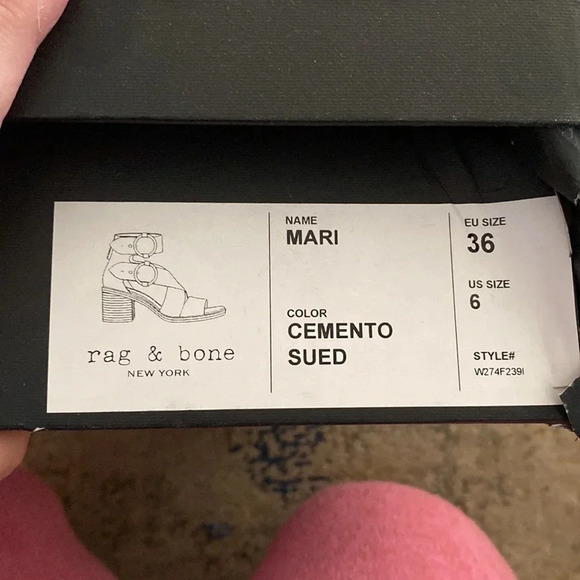 rag & bone
NEW YORK
NAME
MARI
COLOR
CEMENTO
SUED
EU SIZE
36
US SIZE
6
STYLE#
W274F239I